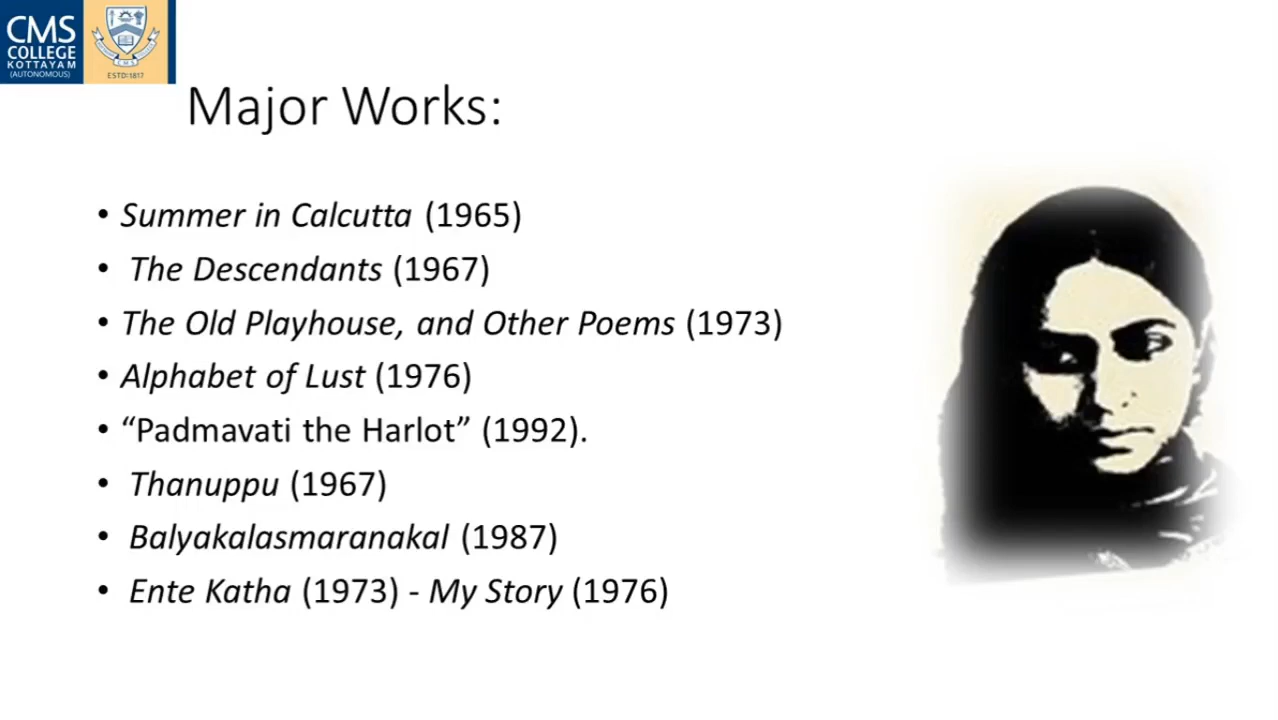 CMS
COLLEGE
KOTTAYAM
(AUTONOMOUS)
ESTD:1817
Major Works:
• Summer in Calcutta (1965)
• The Descendants (1967)
• The Old Playhouse, and Other Poems (1973)
• Alphabet of Lust (1976)
• “Padmavati the Harlot” (1992).
• Thanuppu (1967)
• Balyakalasmaranakal (1987)
• Ente Katha (1973) - My Story (1976)